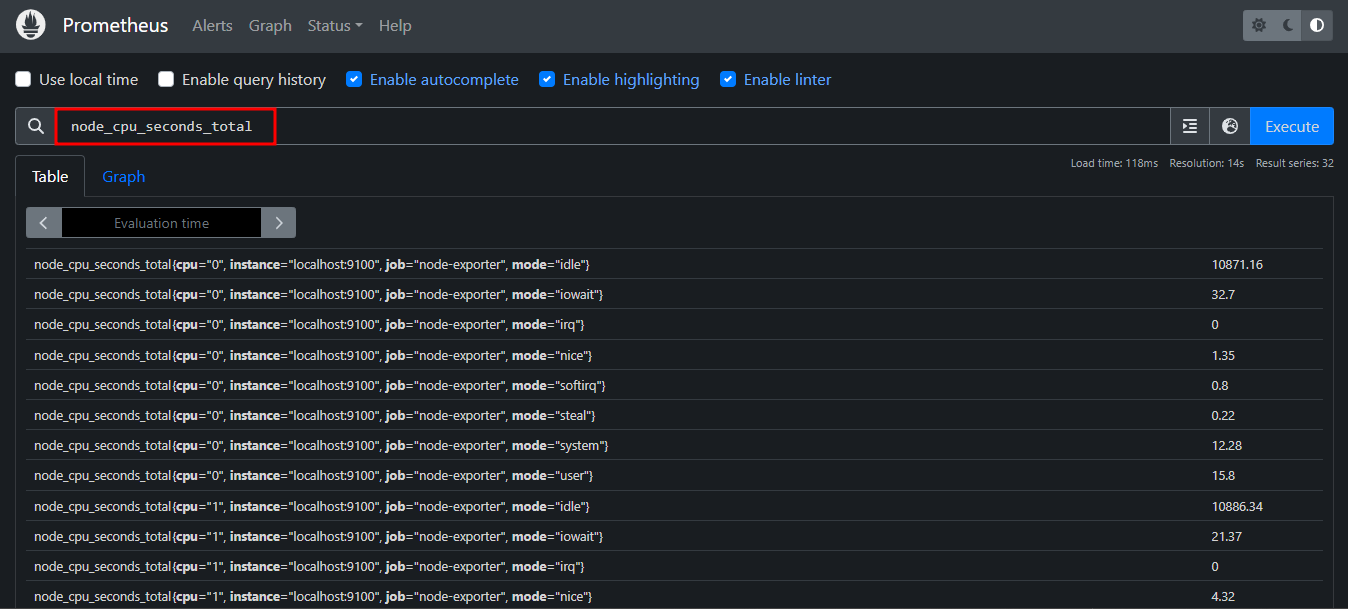 Prometheus Alerts Graph Status Help
Use local time Enable query history Enable autocomplete Enable highlighting Enable linter
node_cpu_seconds_total Execute
Load time: 118ms Resolution: 14s Result series: 32
Table Graph
Evaluation time
node_cpu_seconds_total{cpu="0", instance="localhost:9100", job="node-exporter", mode="idle"} 10871.16
node_cpu_seconds_total{cpu="0", instance="localhost:9100", job="node-exporter", mode="iowait"} 32.7
node_cpu_seconds_total{cpu="0", instance="localhost:9100", job="node-exporter", mode="irq"} 0
node_cpu_seconds_total{cpu="0", instance="localhost:9100", job="node-exporter", mode="nice"} 1.35
node_cpu_seconds_total{cpu="0", instance="localhost:9100", job="node-exporter", mode="softirq"} 0.8
node_cpu_seconds_total{cpu="0", instance="localhost:9100", job="node-exporter", mode="steal"} 0.22
node_cpu_seconds_total{cpu="0", instance="localhost:9100", job="node-exporter", mode="system"} 12.28
node_cpu_seconds_total{cpu="0", instance="localhost:9100", job="node-exporter", mode="user"} 15.8
node_cpu_seconds_total{cpu="1", instance="localhost:9100", job="node-exporter", mode="idle"} 10886.34
node_cpu_seconds_total{cpu="1", instance="localhost:9100", job="node-exporter", mode="iowait"} 21.37
node_cpu_seconds_total{cpu="1", instance="localhost:9100", job="node-exporter", mode="irq"} 0
node_cpu_seconds_total{cpu="1", instance="localhost:9100", job="node-exporter", mode="nice"} 4.32